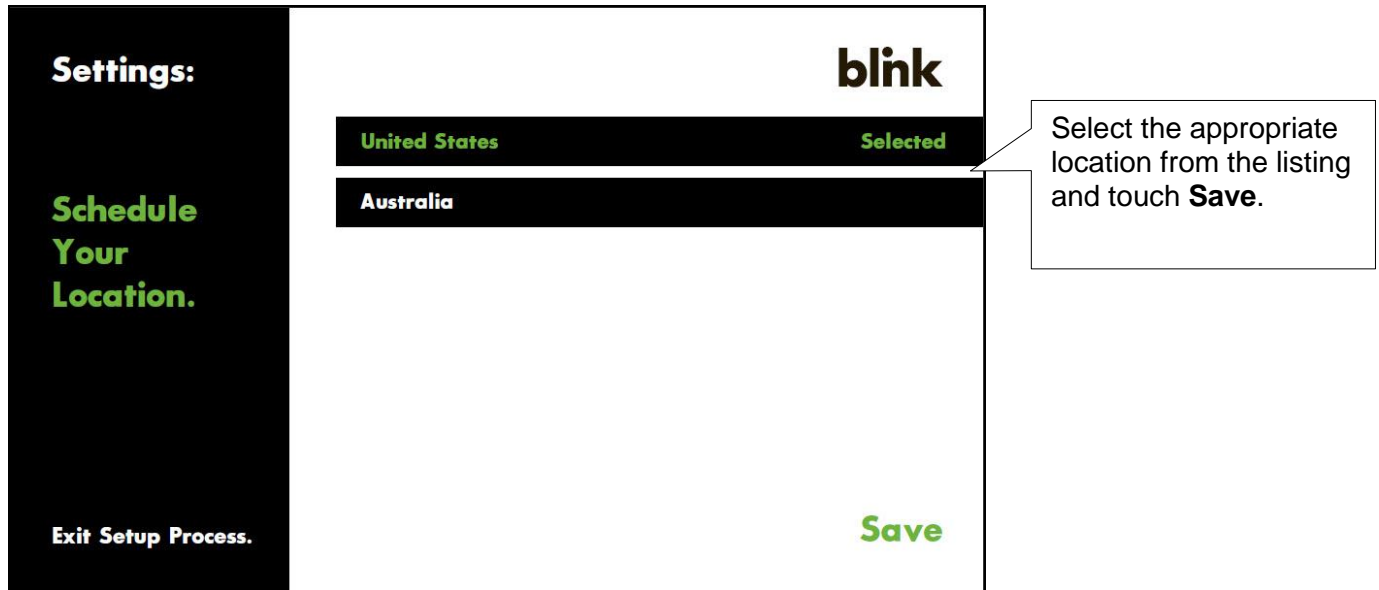 Settings:
blink
United States Selected
Australia
Schedule
Your
Location.
Exit Setup Process.
Save
Select the appropriate
location from the listing
and touch Save.